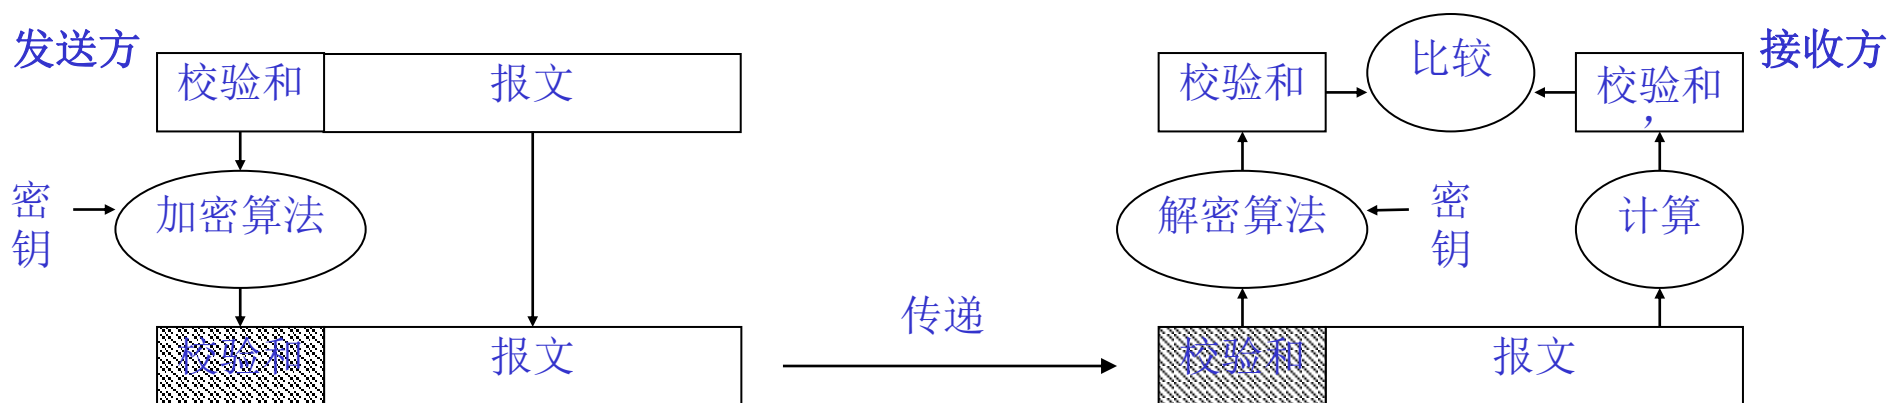 发送方
校验和
报文
密
钥
加密算法
校验和
报文
传递
校验和
比较
校验和
,
接收方
解密算法
密
钥
计算
校验和
报文